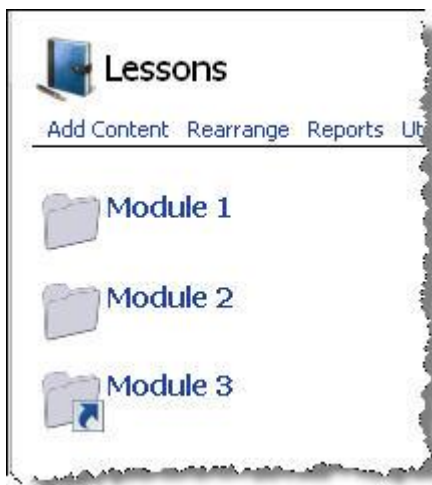 Lessons
Add Content Rearrange Reports
Module 1
Module 2
Module 3